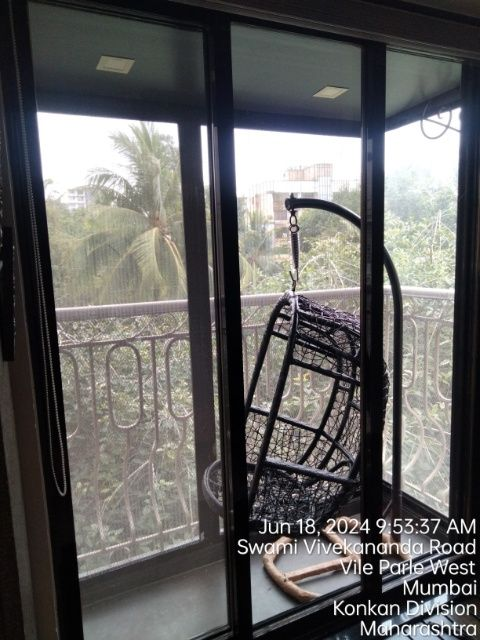 Jun 18, 2024 9:53:37 AM
Swami Vivekananda Road
Vile Parle West
Mumbai
Konkan Division
Maharashtra